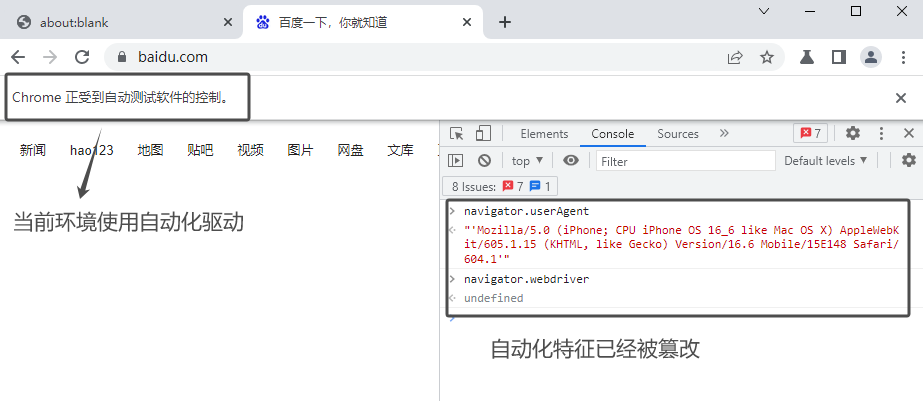 about:blank
百度一下，你就知道
baidu.com
Chrome 正受到自动测试软件的控制。
新闻 hao123 地图 贴吧 视频 图片 网盘 文库
当前环境使用自动化驱动
Elements Console Sources 7
top Filter Default levels
8 Issues: 7 1
navigator.userAgent
"'Mozilla/5.0 (iPhone; CPU iPhone OS 16_6 like Mac OS X) AppleWebK
it/605.1.15 (KHTML, like Gecko) Version/16.6 Mobile/15E148 Safari/
604.1'"
navigator.webdriver
undefined
自动化特征已经被篡改